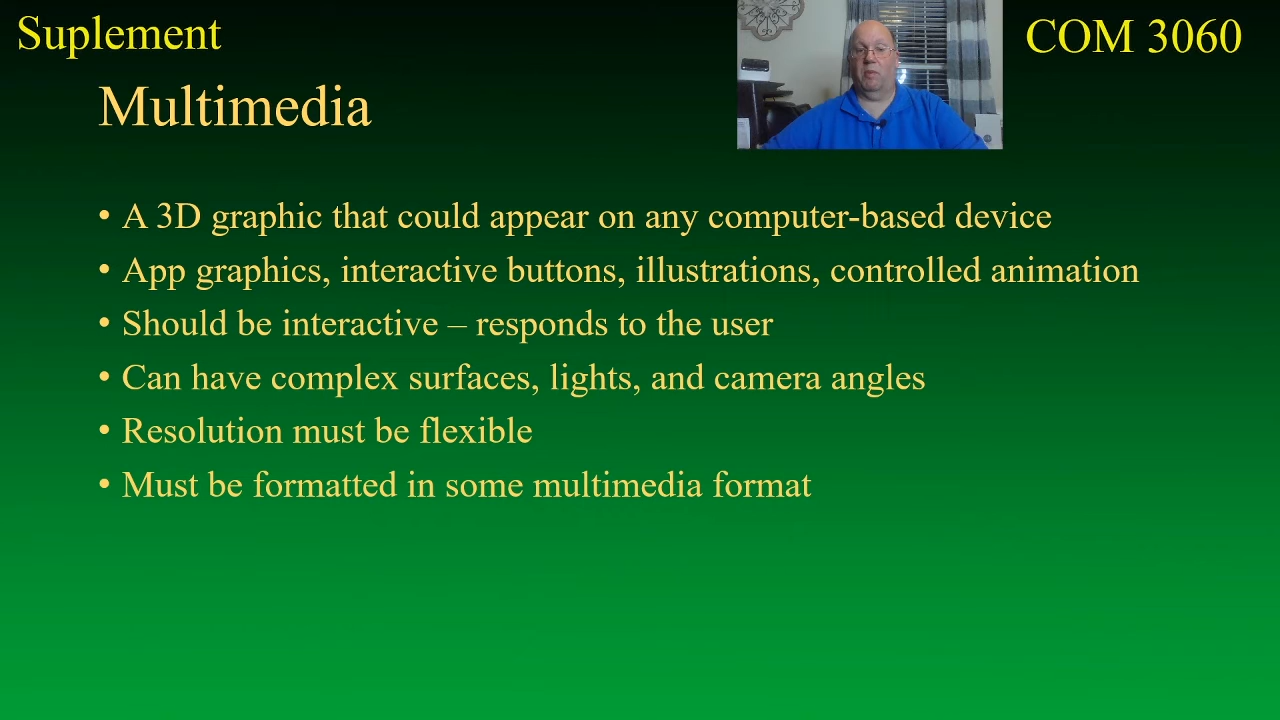 Suplement
COM 3060
Multimedia
• A 3D graphic that could appear on any computer-based device
• App graphics, interactive buttons, illustrations, controlled animation
• Should be interactive – responds to the user
• Can have complex surfaces, lights, and camera angles
• Resolution must be flexible
• Must be formatted in some multimedia format